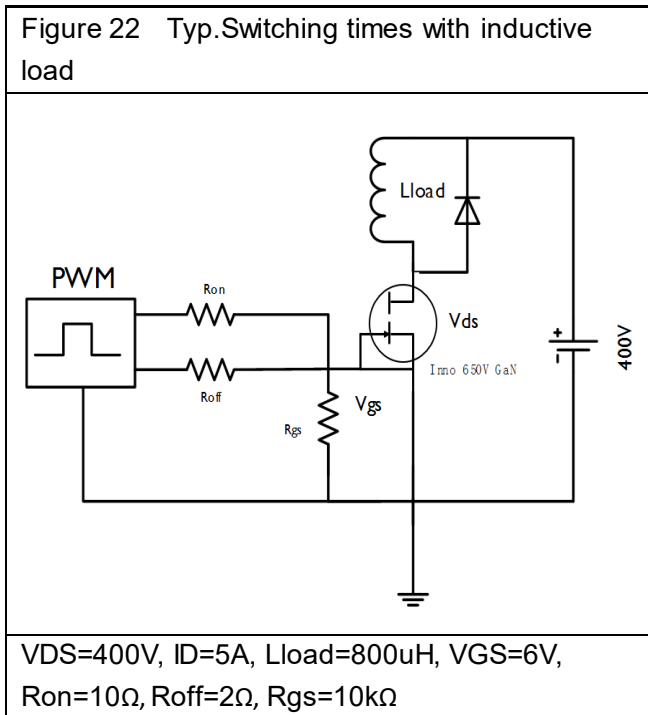 Figure 22 Typ.Switching times with inductive
load
Lload
PWM
Ron
Vds
Inno 650V GaN
400V
Roff
Vgs
Rgs
VDS=400V, ID=5A, Lload=800uH, VGS=6V,
Ron=10Ω, Roff=2Ω, Rgs=10kΩ